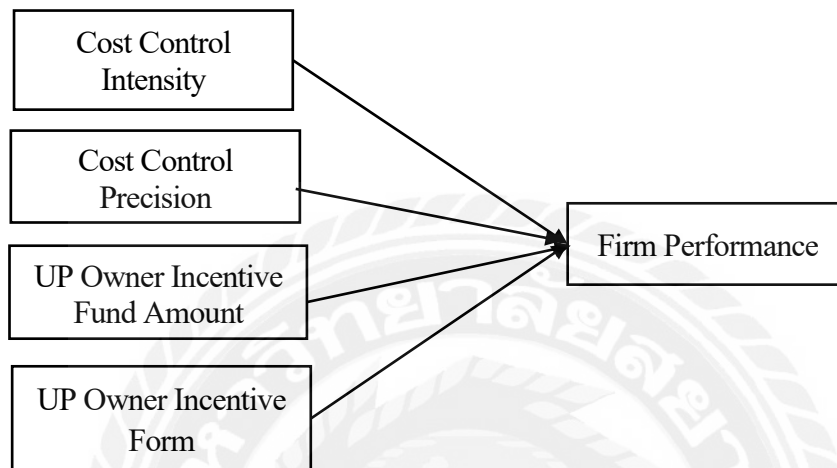 Cost Control
Intensity
Cost Control
Precision
UP Owner Incentive
Fund Amount
UP Owner Incentive
Form
Firm Performance